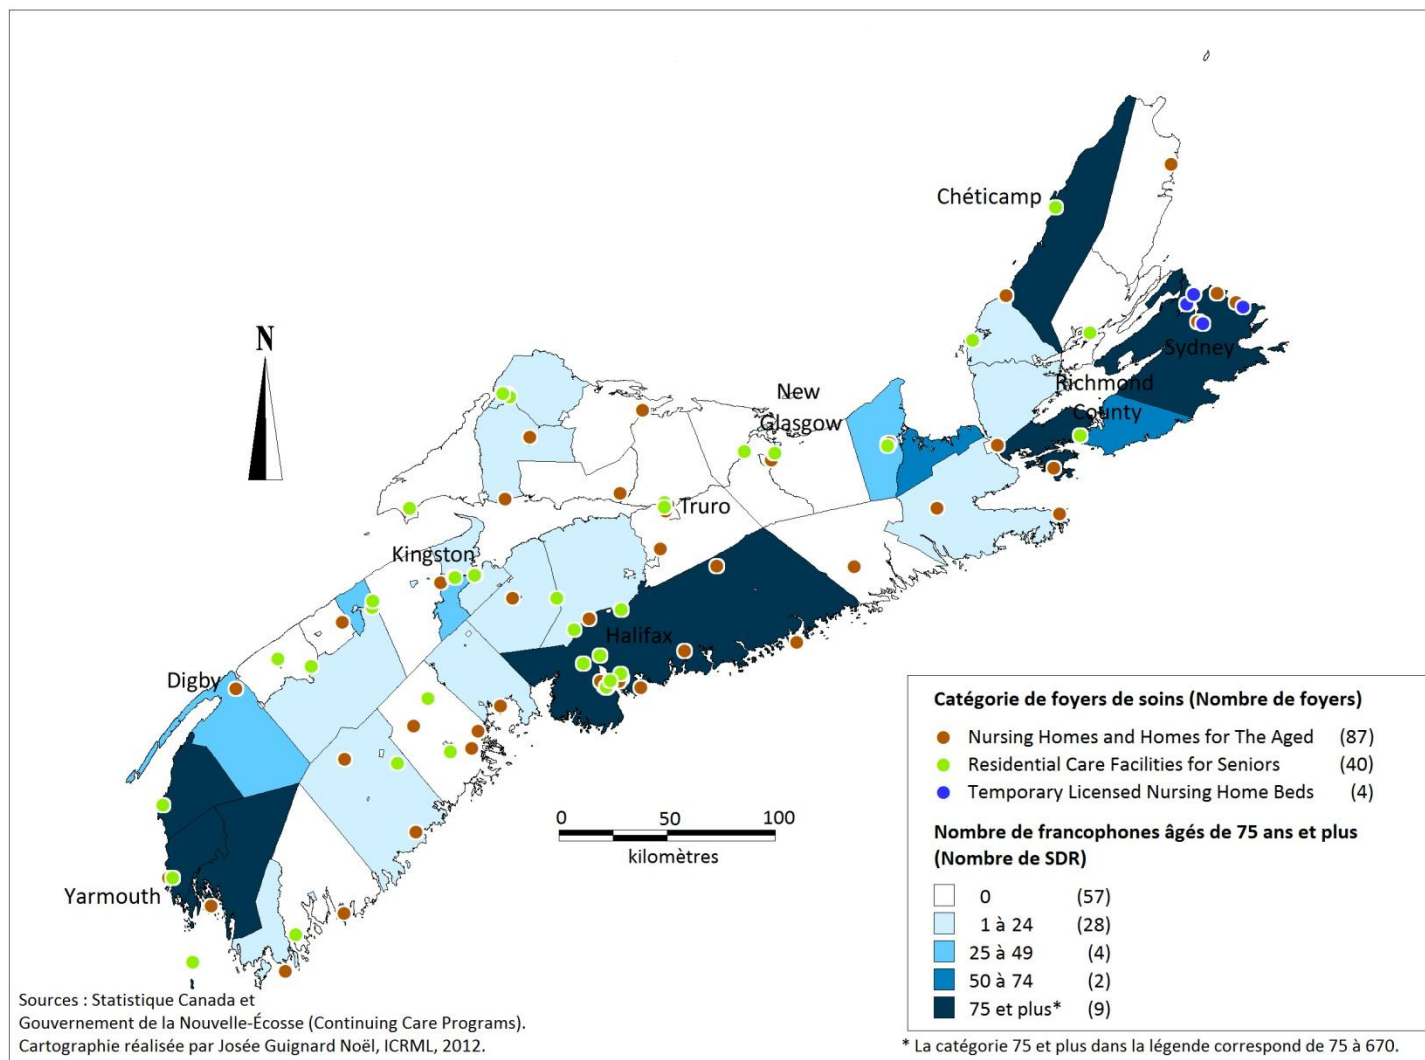 Chéticamp
Sydney
N
New
Glasgow
Richmond
County
Truro
Kingston
Halifax
Digby
Yarmouth
0 50 100
kilomètres
Catégorie de foyers de soins (Nombre de foyers)
Nursing Homes and Homes for The Aged (87)
Residential Care Facilities for Seniors (40)
Temporary Licensed Nursing Home Beds (4)
Nombre de francophones âgés de 75 ans et plus
(Nombre de SDR)
0 (57)
1 à 24 (28)
25 à 49 (4)
50 à 74 (2)
75 et plus* (9)
Sources : Statistique Canada et
Gouvernement de la Nouvelle-Écosse (Continuing Care Programs).
Cartographie réalisée par Josée Guignard Noël, ICRML, 2012.
* La catégorie 75 et plus dans la légende correspond de 75 à 670.